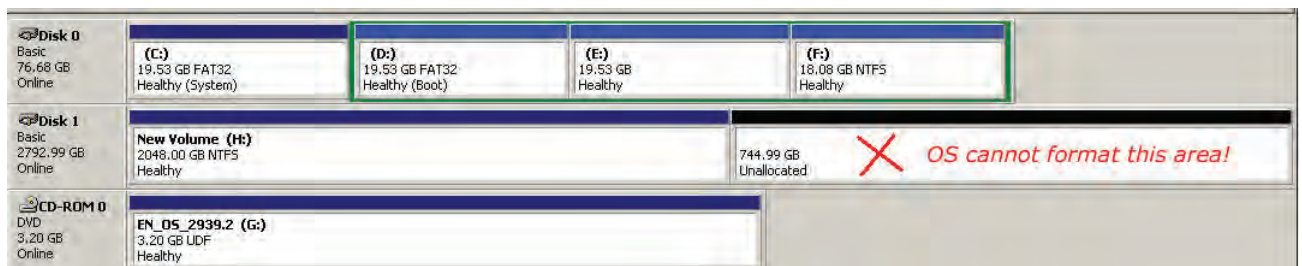 Disk 0
Basic
76.68 GB
Online
(C:)
19.53 GB FAT32
Healthy (System)
(D:)
19.53 GB FAT32
Healthy (Boot)
(E:)
19.53 GB
Healthy
(F:)
18.08 GB NTFS
Healthy
Disk 1
Basic
2792.99 GB
Online
New Volume (H:)
2048.00 GB NTFS
Healthy
744.99 GB
Unallocated
OS cannot format this area!
CD-ROM 0
DVD
3.20 GB
Online
EN_OS_2939.2 (G:)
3.20 GB UDF
Healthy